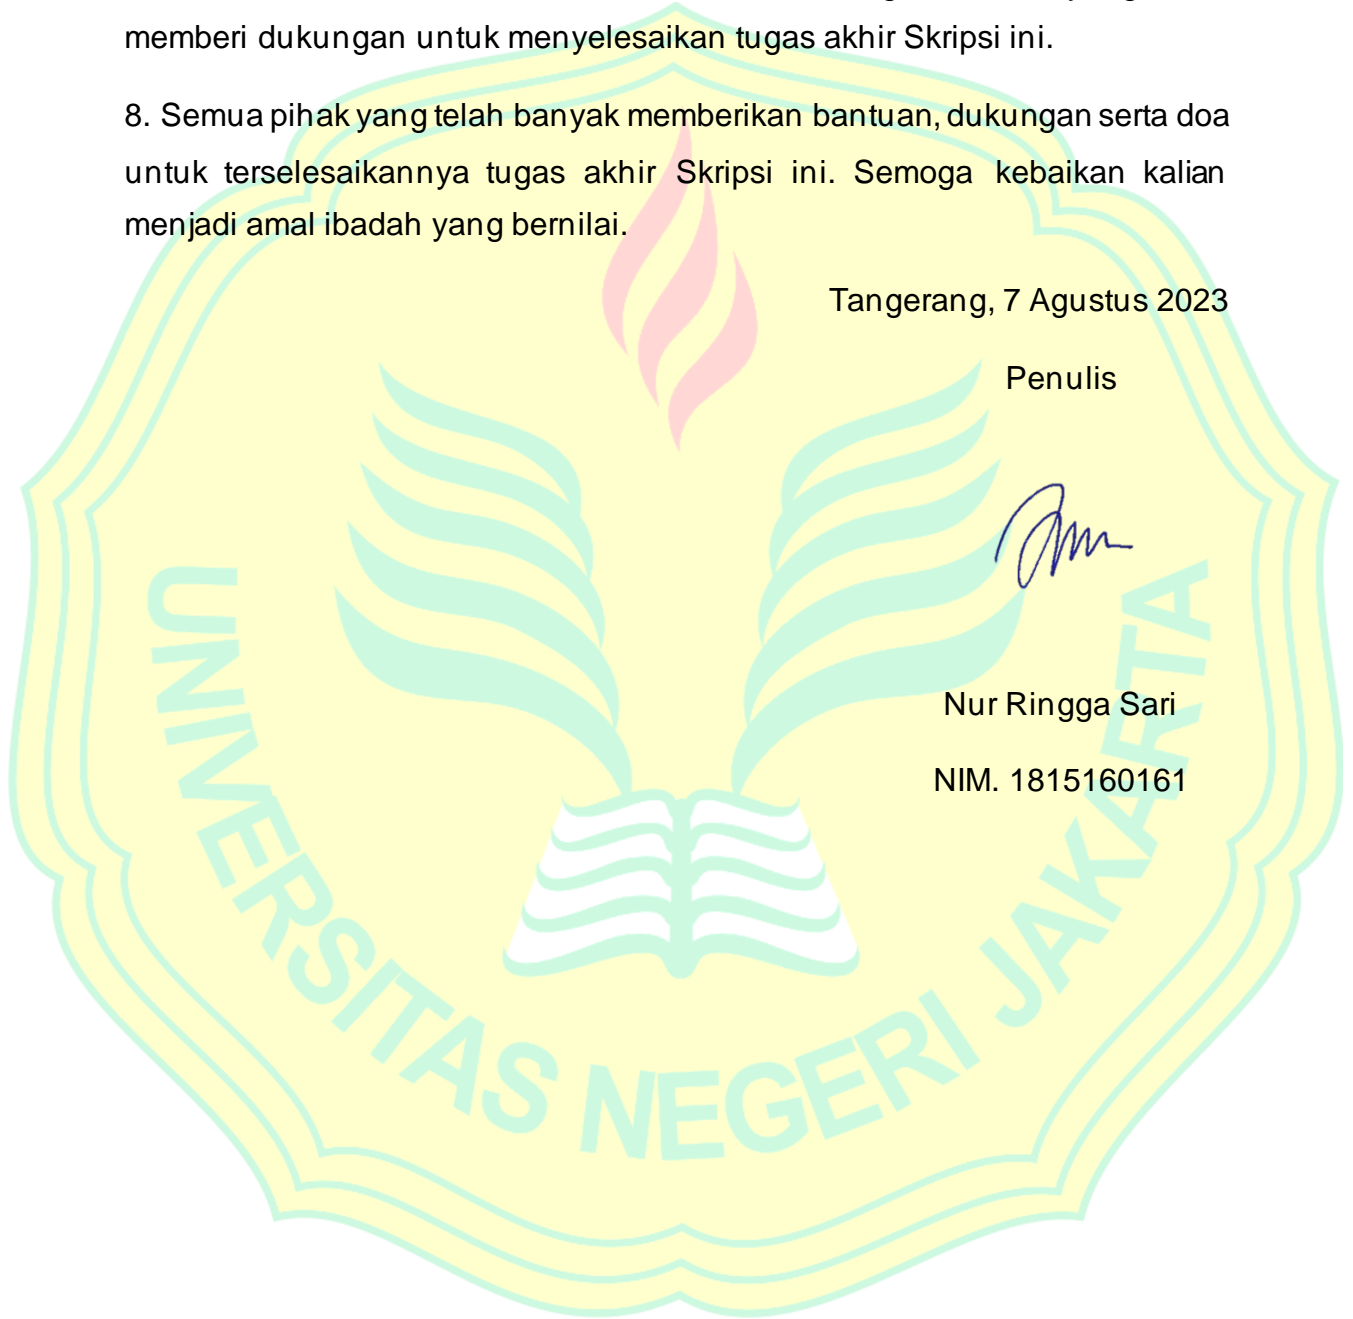 memberi dukungan untuk menyelesaikan tugas akhir Skripsi ini.
8. Semua pihak yang telah banyak memberikan bantuan, dukungan serta doa
untuk terselesaikannya tugas akhir Skripsi ini. Semoga kebaikan kalian
menjadi amal ibadah yang bernilai.
Tangerang, 7 Agustus 2023
Penulis
Nur Ringga Sari
NIM. 1815160161
UNIVERSITAS NEGERI JAKARTA